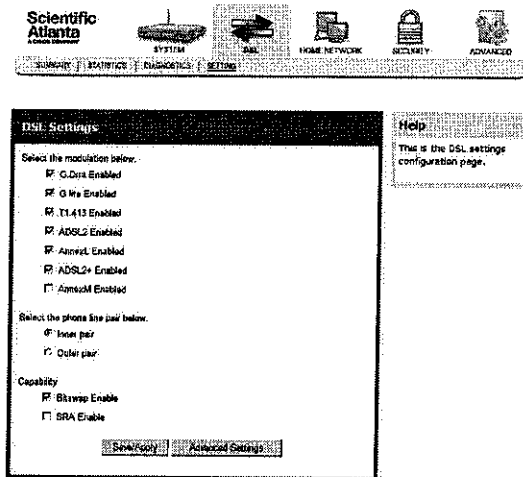 Scientific
Atlanta
A CISCO COMPANY
SYSTEM
DSL
HOME NETWORK
SECURITY
ADVANCED
SUMMARY | STATISTICS | DIAGNOSTICS | SETTING
DSL Settings
Select the modulation below.
G.Dmt Enabled
G.lite Enabled
T1.413 Enabled
ADSL2 Enabled
AnnexL Enabled
ADSL2+ Enabled
AnnexM Enabled
Select the phone line pair below.
Inner pair
Outer pair
Capability
Bitswap Enable
SRA Enable
Save/Apply
Advanced Settings
Help
This is the DSL settings
configuration page.